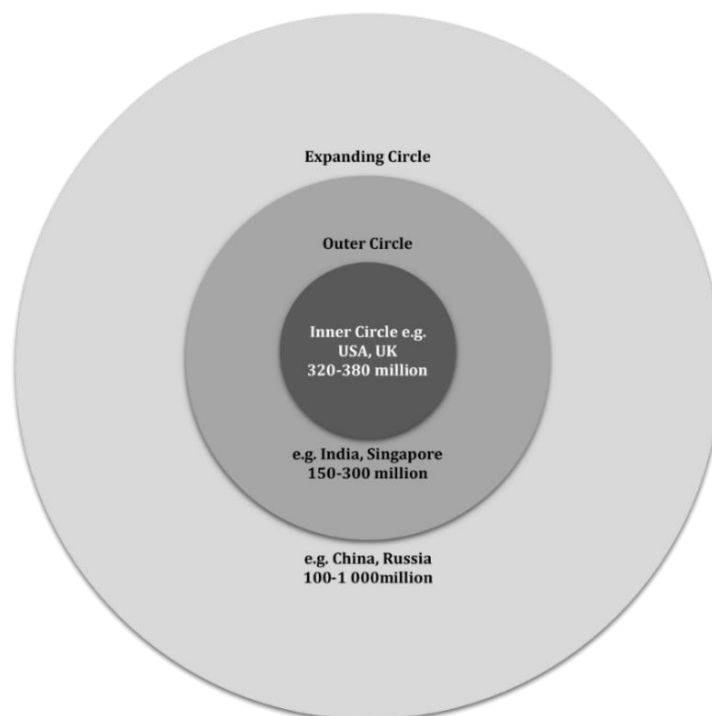 Expanding Circle
Outer Circle
Inner Circle e.g.
USA, UK
320-380 million
e.g. India, Singapore
150-300 million
e.g. China, Russia
100-1 000million